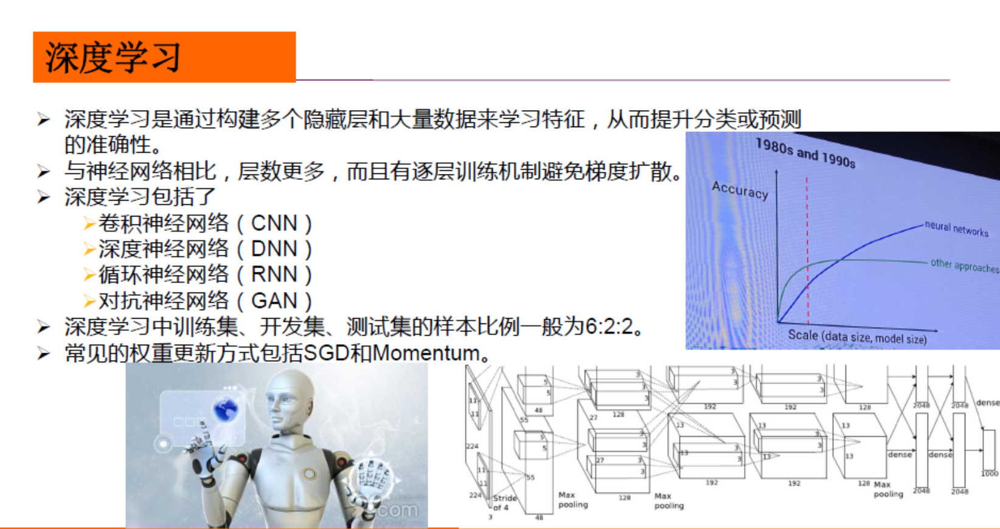 深度学习
深度学习是通过构建多个隐藏层和大量数据来学习特征，从而提升分类或预测
的准确性。
与神经网络相比，层数更多，而且有逐层训练机制避免梯度扩散。
深度学习包括了
卷积神经网络（CNN）
深度神经网络（DNN）
循环神经网络（RNN）
对抗神经网络（GAN）
深度学习中训练集、开发集、测试集的样本比例一般为6:2:2。
常见的权重更新方式包括SGD和Momentum。
1980s and 1990s
Accuracy
neural networks
other approaches
Scale (data size, model size)
com
11
11
224
11
11
224
3
Stride
of 4
5
5
48
55
5
5
55
48
Max
pooling
3
3
128
27
3
3
27
3
3
128
Max
pooling
3
3
192
13
3
3
13
192
3
3
192
13
3
3
13
192
128
13
13
128
Max
pooling
2048
2048
dense
dense
dense
2048
2048
1000